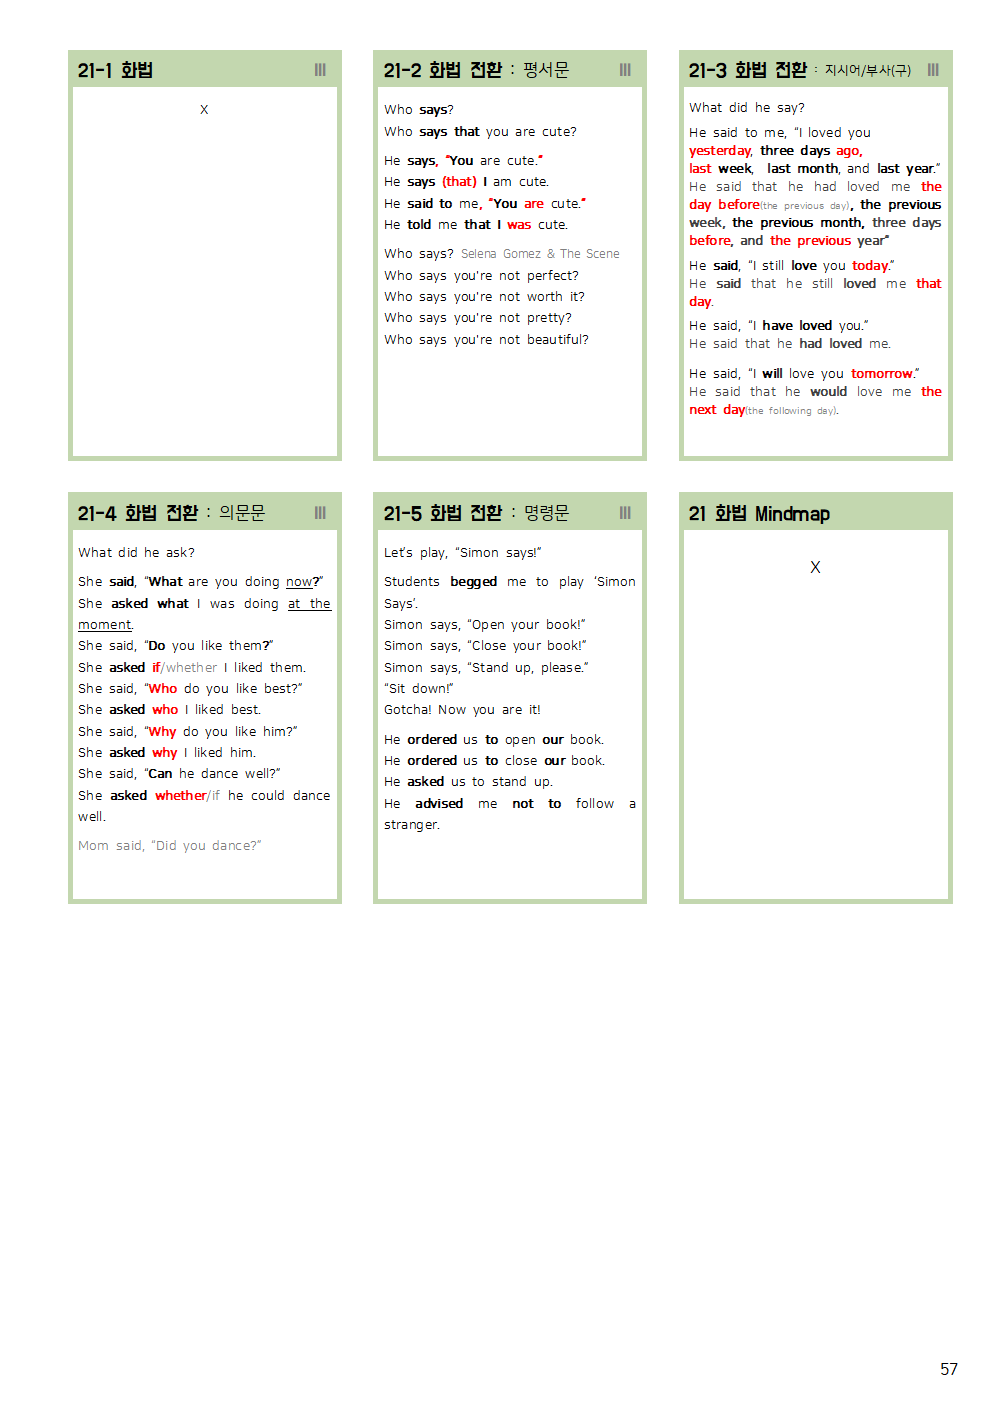 21-1 화법 Ⅲ
X
21-2 화법 전환 : 평서문 Ⅲ
Who says?
Who says that you are cute?
He says, “You are cute.“
He says (that) I am cute.
He said to me, “You are cute.“
He told me that I was cute.
Who says? Selena Gomez & The Scene
Who says you're not perfect?
Who says you're not worth it?
Who says you're not pretty?
Who says you're not beautiful?
21-3 화법 전환 : 지시어/부사(구) Ⅲ
What did he say?
He said to me, “I loved you
yesterday, three days ago,
last week, last month, and last year.”
He said that he had loved me the
day before(the previous day), the previous
week, the previous month, three days
before, and the previous year“
He said, “I still love you today.”
He said that he still loved me that
day.
He said, “I have loved you.”
He said that he had loved me.
He said, “I will love you tomorrow.”
He said that he would love me the
next day(the following day).
21-4 화법 전환 : 의문문 Ⅲ
What did he ask?
She said, “What are you doing now?”
She asked what I was doing at the
moment.
She said, “Do you like them?”
She asked if/whether I liked them.
She said, “Who do you like best?”
She asked who I liked best.
She said, “Why do you like him?”
She asked why I liked him.
She said, “Can he dance well?”
She asked whether/if he could dance
well.
Mom said, “Did you dance?”
21-5 화법 전환 : 명령문 Ⅲ
Let's play, “Simon says!”
Students begged me to play ‘Simon
Says’.
Simon says, “Open your book!”
Simon says, “Close your book!”
Simon says, “Stand up, please.”
“Sit down!”
Gotcha! Now you are it!
He ordered us to open our book.
He ordered us to close our book.
He asked us to stand up.
He advised me not to follow a
stranger.
21 화법 Mindmap
X
57